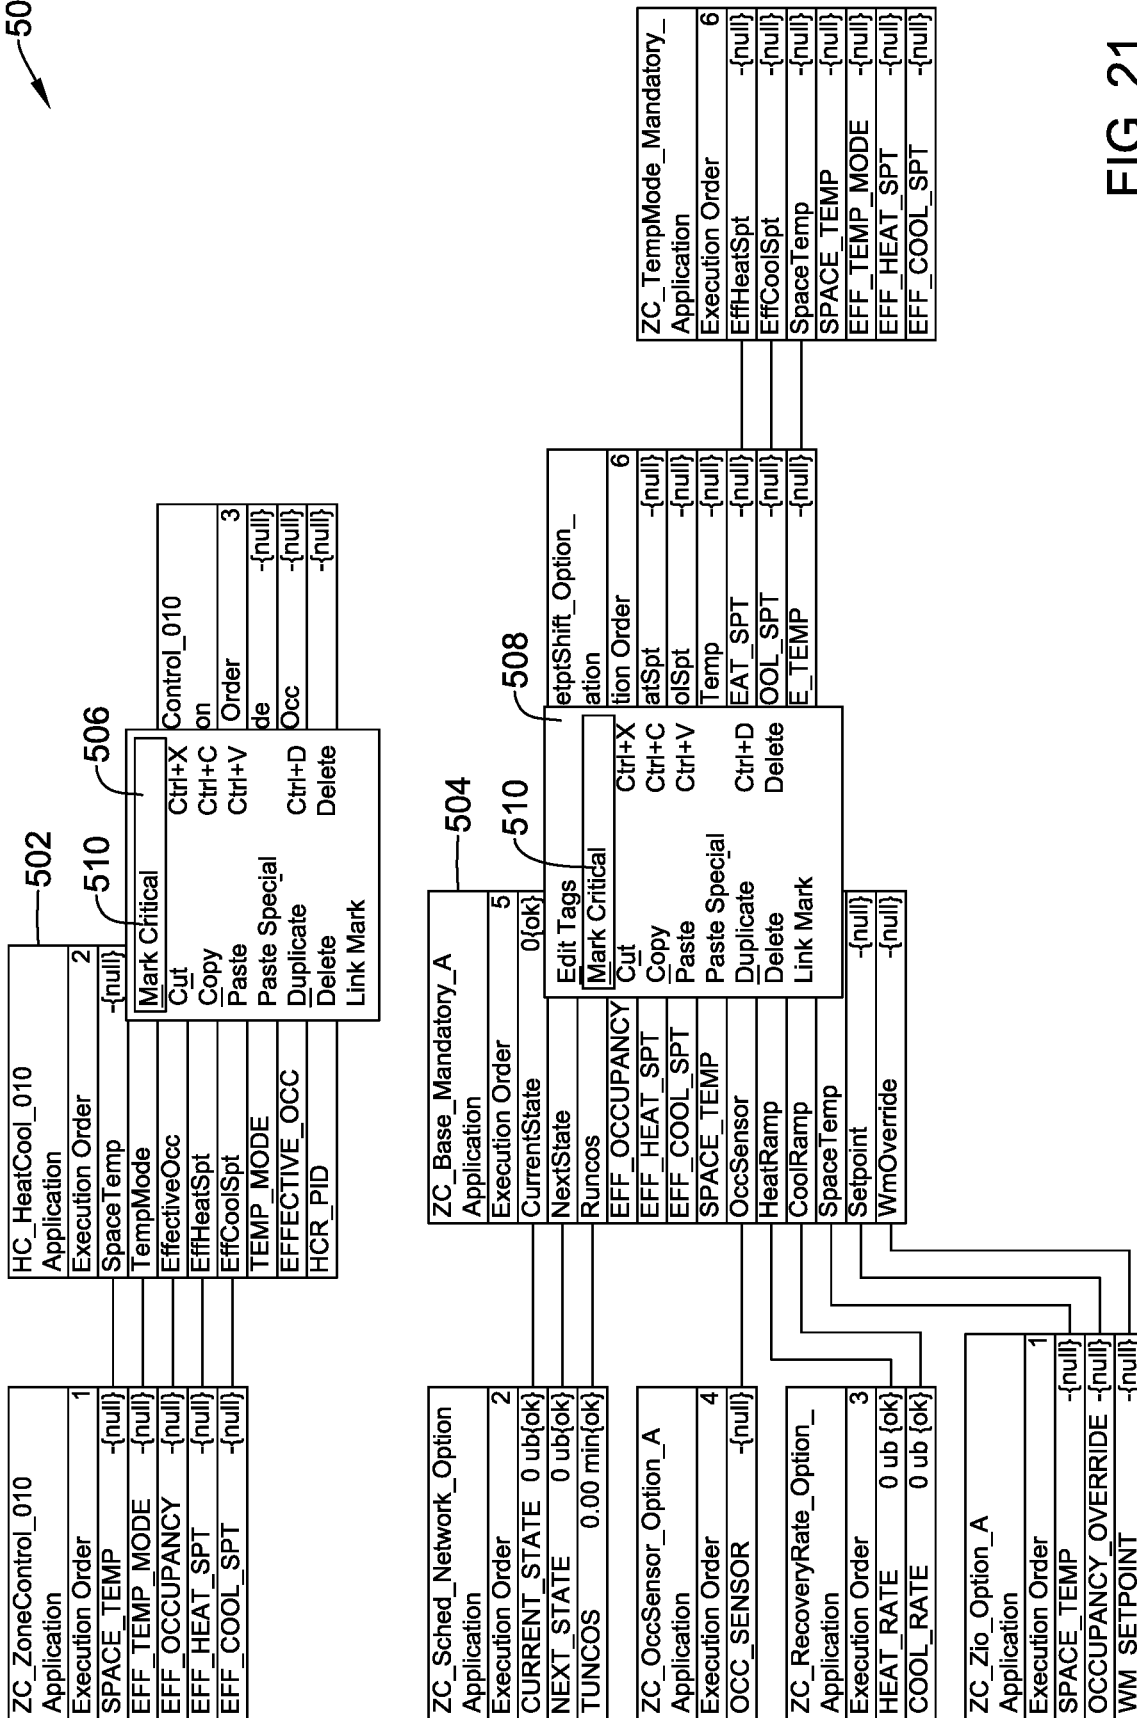 50
ZC_ZoneControl_010
Application
Execution Order 1
SPACE_TEMP -{null}
EFF_TEMP_MODE -{null}
EFF_OCCUPANCY -{null}
EFF_HEAT_SPT -{null}
EFF_COOL_SPT -{null}
HC_HeatCool_010
Application
Execution Order 2
SpaceTemp -{null}
TempMode
EffectiveOcc
EffHeatSpt
EffCoolSpt
TEMP_MODE
EFFECTIVE_OCC
HCR_PID
502
510
506
Mark Critical
Cut Ctrl+X
Copy Ctrl+C
Paste Ctrl+V
Paste Special
Duplicate Ctrl+D
Delete Delete
Link Mark
Control_010
on
Order 3
de -{null}
Occ -{null}
-{null}
ZC_Sched_Network_Option
Application
Execution Order 2
CURRENT_STATE 0 ub{ok}
NEXT_STATE 0 ub{ok}
TUNCOS 0.00 min{ok}
ZC_OccSensor_Option_A
Application
Execution Order 4
OCC_SENSOR -{null}
ZC_RecoveryRate_Option_
Application
Execution Order 3
HEAT_RATE 0 ub {ok}
COOL_RATE 0 ub {ok}
ZC_Zio_Option_A
Application
Execution Order 1
SPACE_TEMP -{null}
OCCUPANCY_OVERRIDE -{null}
WM_SETPOINT -{null}
ZC_Base_Mandatory_A
Application
Execution Order 5
CurrentState 0{ok}
NextState
Runcos
EFF_OCCUPANCY
EFF_HEAT_SPT
EFF_COOL_SPT
SPACE_TEMP
OccSensor
HeatRamp
CoolRamp
SpaceTemp
Setpoint -{null}
WmOverride -{null}
504
510
508
Edit Tags
Mark Critical
Cut Ctrl+X
Copy Ctrl+C
Paste Ctrl+V
Paste Special
Duplicate Ctrl+D
Delete Delete
Link Mark
etptShift_Option_
ation
tion Order 6
atSpt -{null}
olSpt -{null}
Temp -{null}
EAT_SPT -{null}
OOL_SPT -{null}
E_TEMP -{null}
ZC_TempMode_Mandatory_
Application
Execution Order 6
EffHeatSpt -{null}
EffCoolSpt -{null}
SpaceTemp -{null}
SPACE_TEMP -{null}
EFF_TEMP_MODE -{null}
EFF_HEAT_SPT -{null}
EFF_COOL_SPT -{null}
FIG. 21